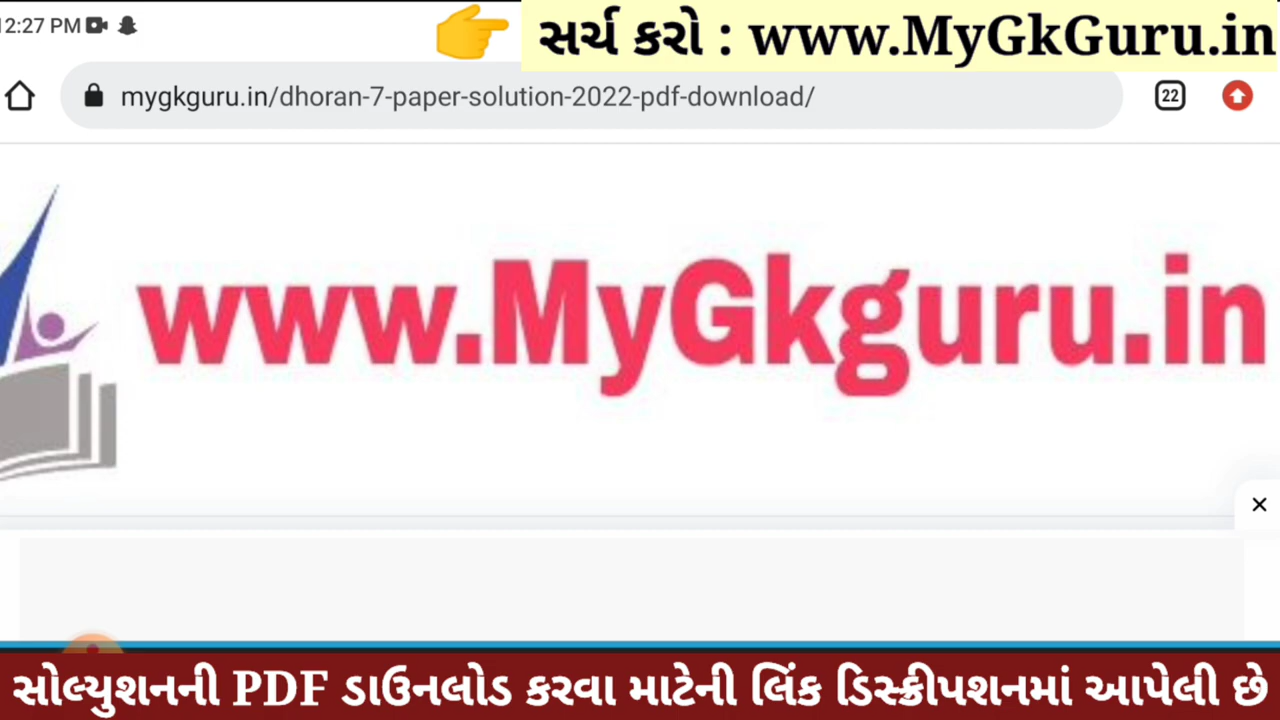 12:27 PM
સર્ચ કરો : www.MyGkGuru.in
mygkguru.in/dhoran-7-paper-solution-2022-pdf-download/
22
www.MyGkguru.in
સોલ્યુશનની PDF ડાઉનલોડ કરવા માટેની લિંક ડિસ્ક્રીપશનમાં આપેલી છે